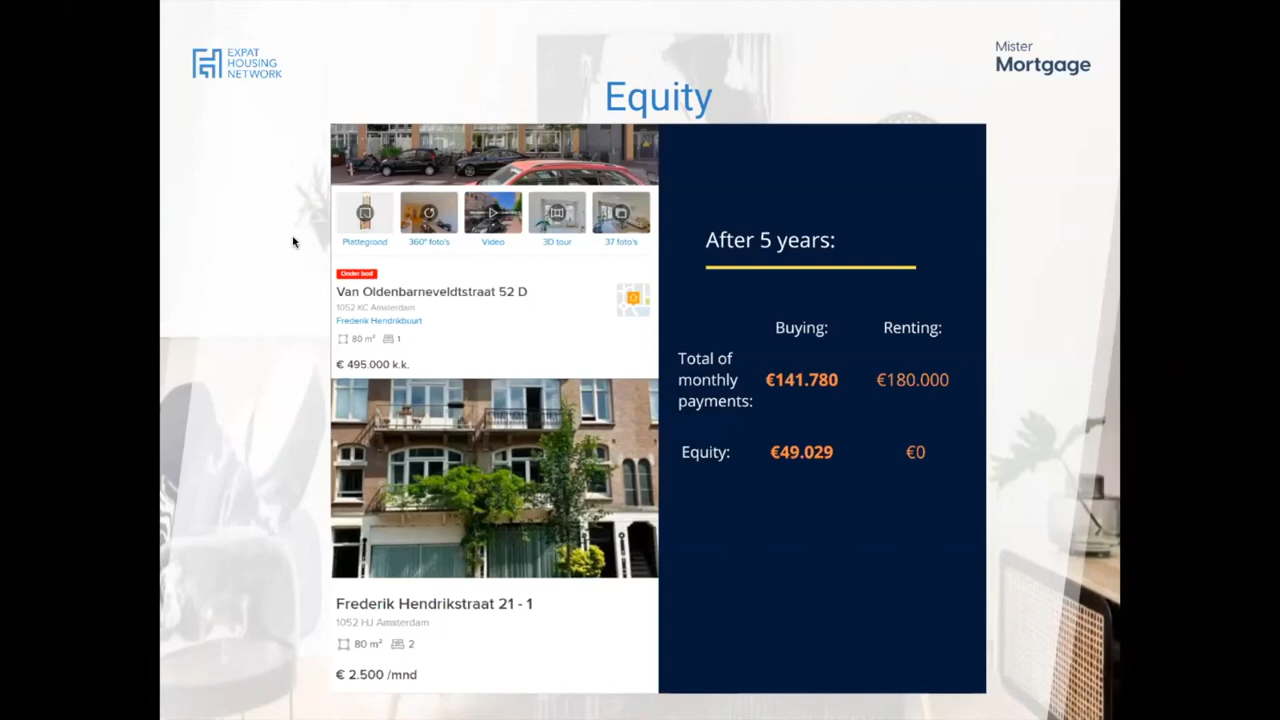 EXPAT
HOUSING
NETWORK
Mister
Mortgage
Equity
Plattegrond
360° foto's
Video
3D tour
37 foto's
Onder bod
Van Oldenbarneveldtstraat 52 D
1052 KC Amsterdam
Frederik Hendrikbuurt
80 m² 1
€ 495.000 k.k.
Frederik Hendrikstraat 21 - 1
1052 HJ Amsterdam
80 m² 2
€ 2.500 /mnd
After 5 years:
Buying: Renting:
Total of
monthly
payments:
€141.780 €180.000
Equity: €49.029 €0